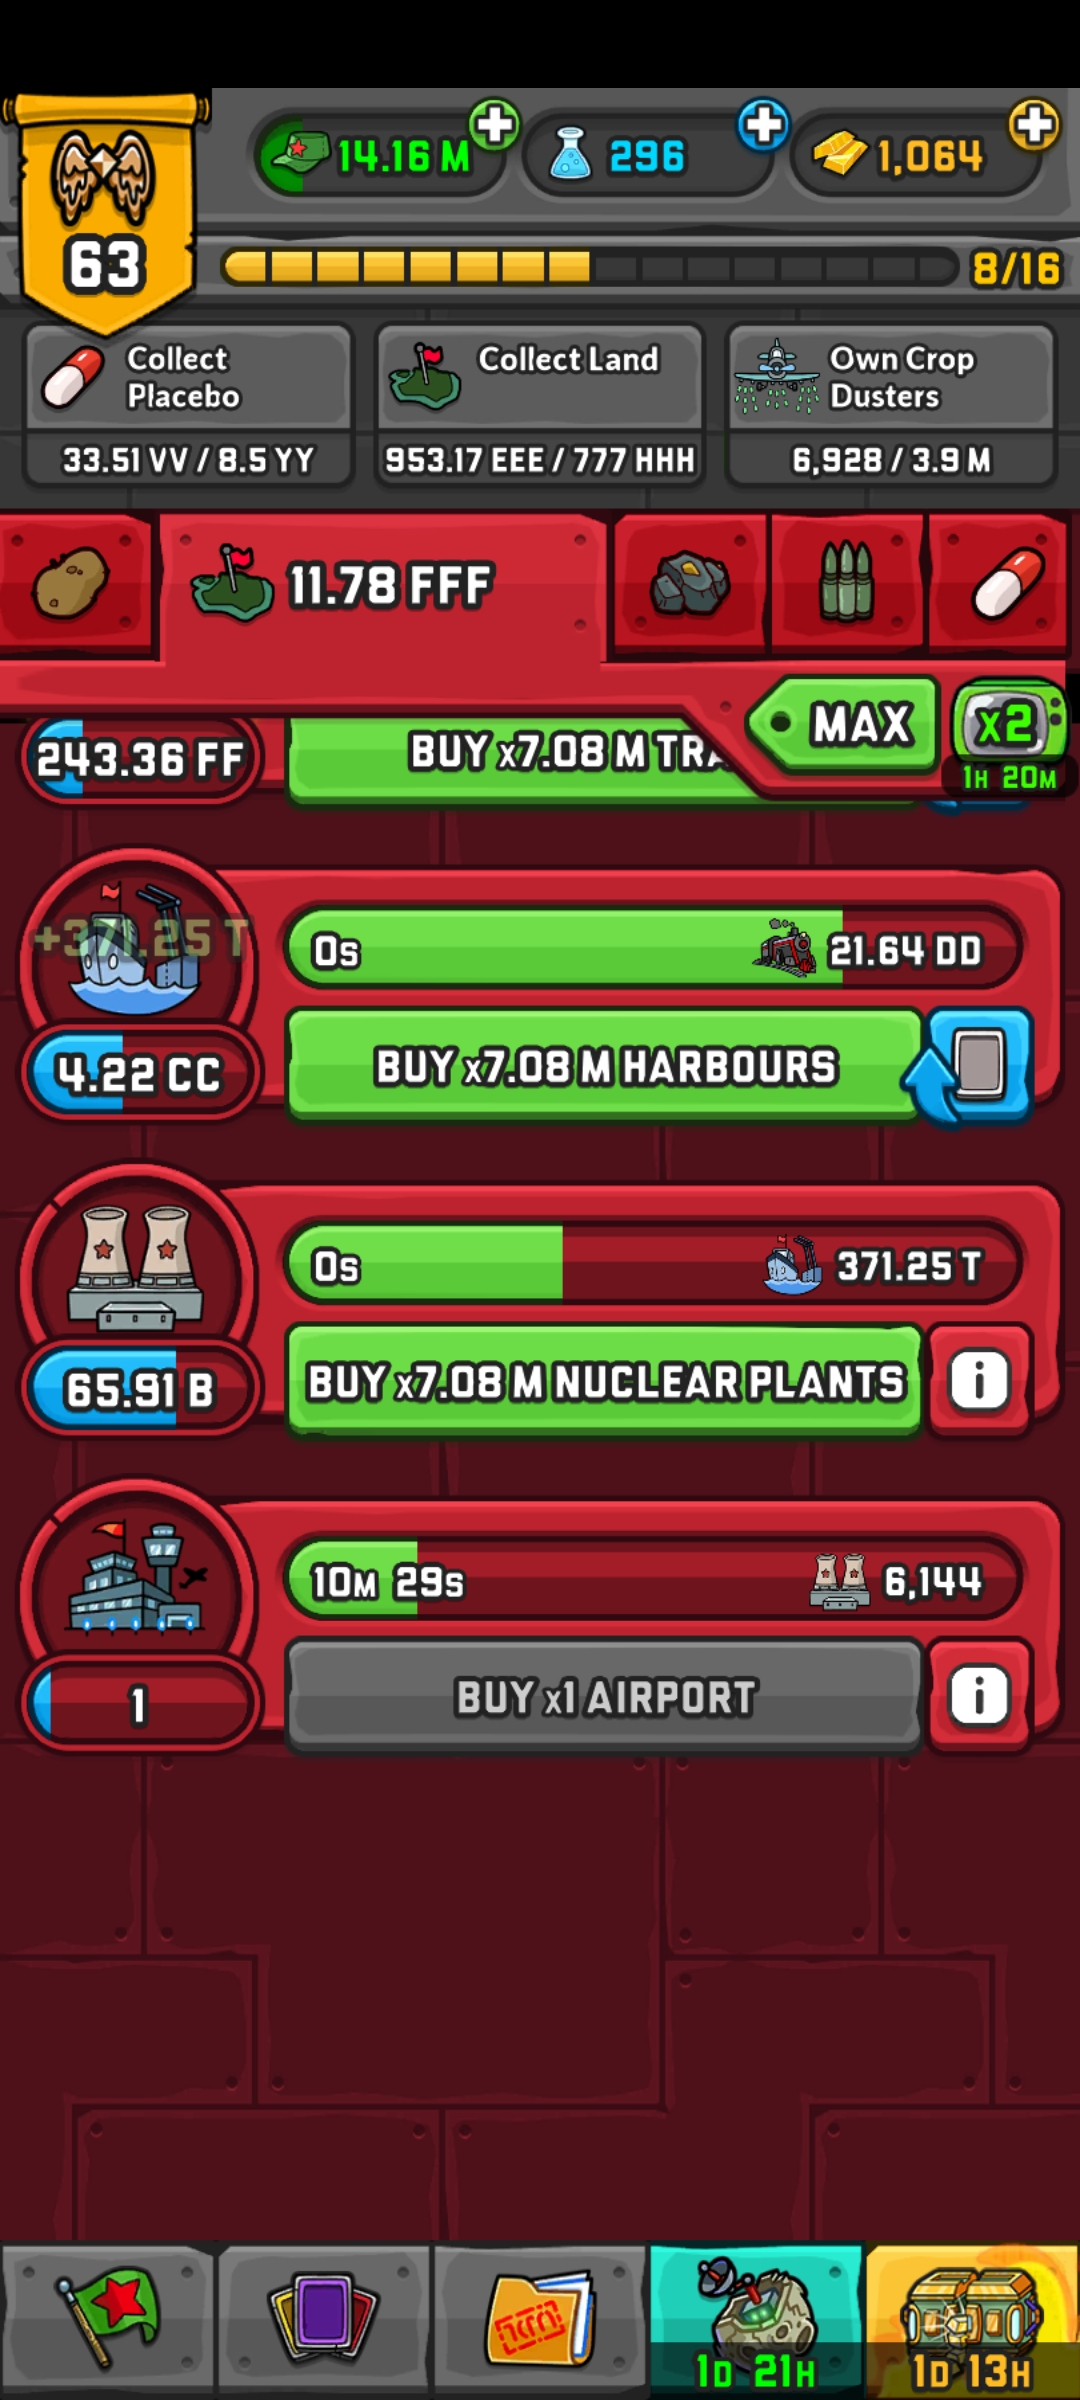 14.16 M
296
1,064
63
8/16
Collect
Placebo
33.51 VV / 8.5 YY
Collect Land
953.17 EEE / 777 HHH
Own Crop
Dusters
6,928 / 3.9 M
11.78 FFF
MAX
x2
1H 20M
243.36 FF
BUY x7.08 M TRA
+371.25 T
0s
21.64 DD
4.22 CC
BUY x7.08 M HARBOURS
0s
371.25 T
65.91 B
BUY x7.08 M NUCLEAR PLANTS
i
10M 29s
6,144
1
BUY x1 AIRPORT
i
1D 21H
1D 13H